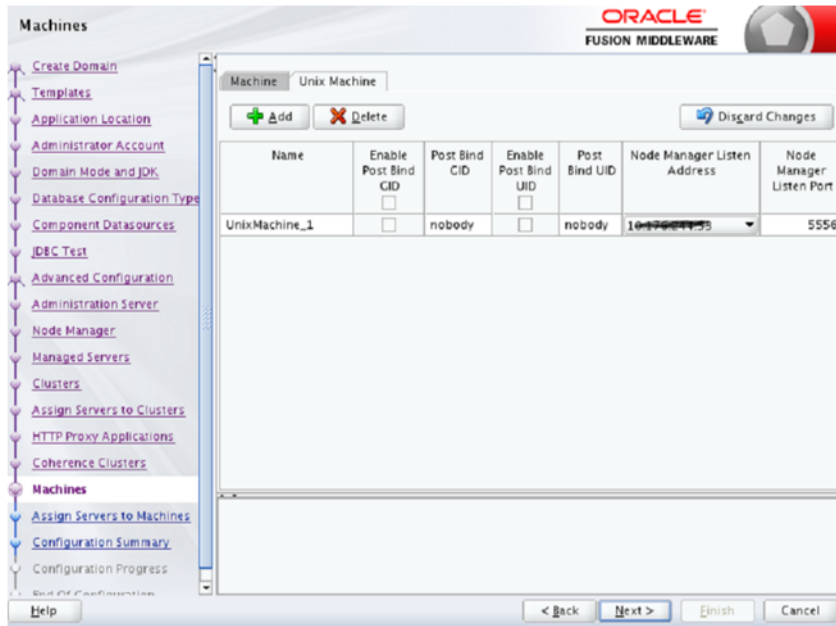 Machines
ORACLE
FUSION MIDDLEWARE
Create Domain
Templates
Application Location
Administrator Account
Domain Mode and JDK
Database Configuration Type
Component Datasources
JDBC Test
Advanced Configuration
Administration Server
Node Manager
Managed Servers
Clusters
Assign Servers to Clusters
HTTP Proxy Applications
Coherence Clusters
Machines
Assign Servers to Machines
Configuration Summary
Configuration Progress
End Of Configuration
Machine Unix Machine
Add Delete Discard Changes
Name Enable Post Bind GID Post Bind GID Enable Post Bind UID Post Bind UID Node Manager Listen Address Node Manager Listen Port
UnixMachine_1 nobody nobody 5556
Help < Back Next > Finish Cancel